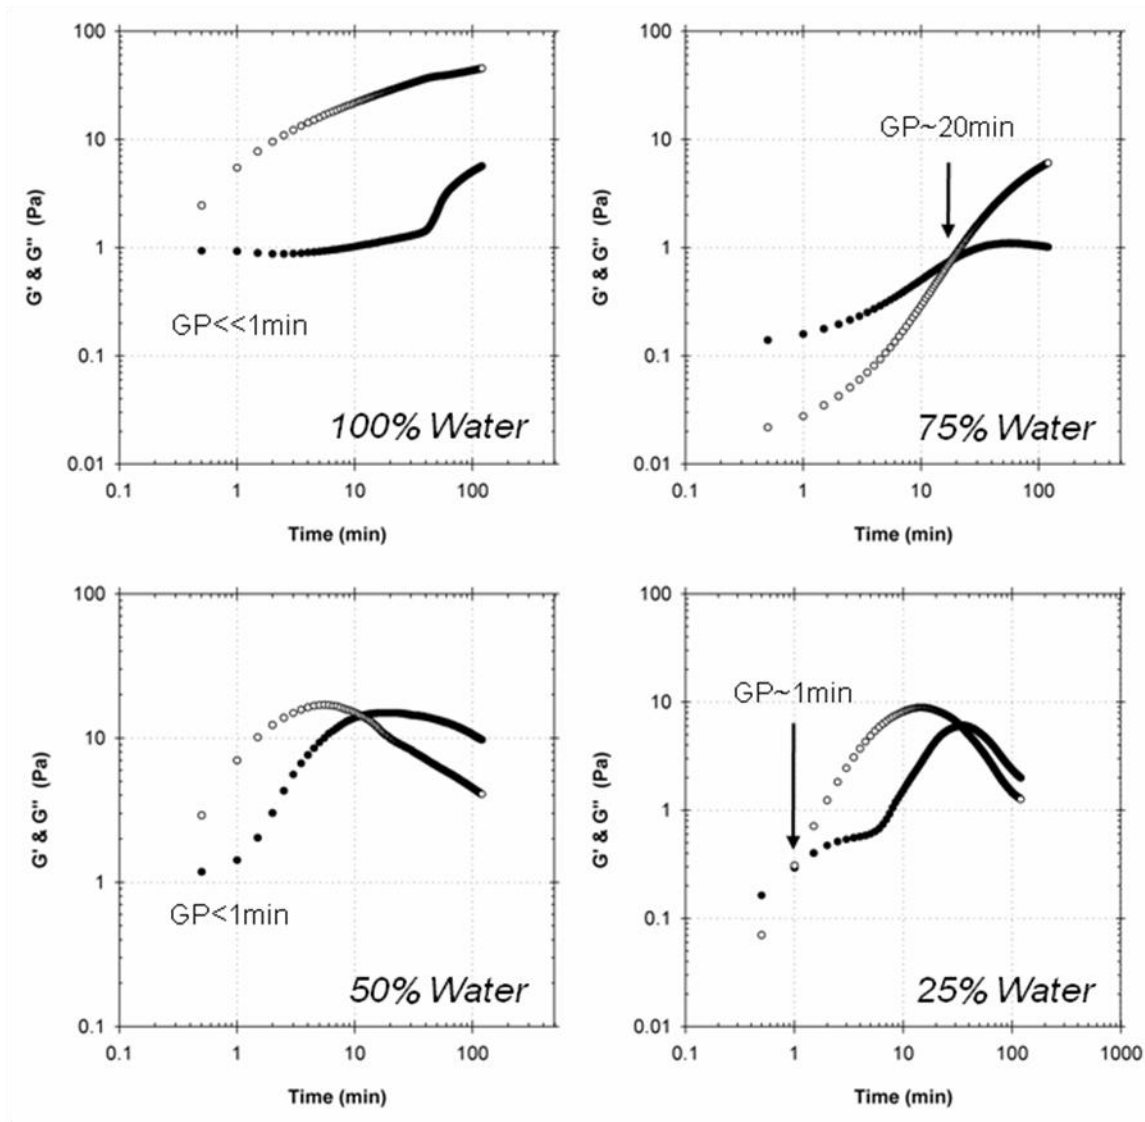 100
10
1
0.1
0.01
G' & G" (Pa)
GP<<1min
100% Water
0.1 1 10 100
Time (min)
100
10
1
0.1
0.01
G' & G" (Pa)
GP~20min
75% Water
0.1 1 10 100
Time (min)
100
10
1
0.1
G' & G" (Pa)
GP<1min
50% Water
0.1 1 10 100
Time (min)
100
10
1
0.1
0.01
G' & G" (Pa)
GP~1min
25% Water
0.1 1 10 100 1000
Time (min)